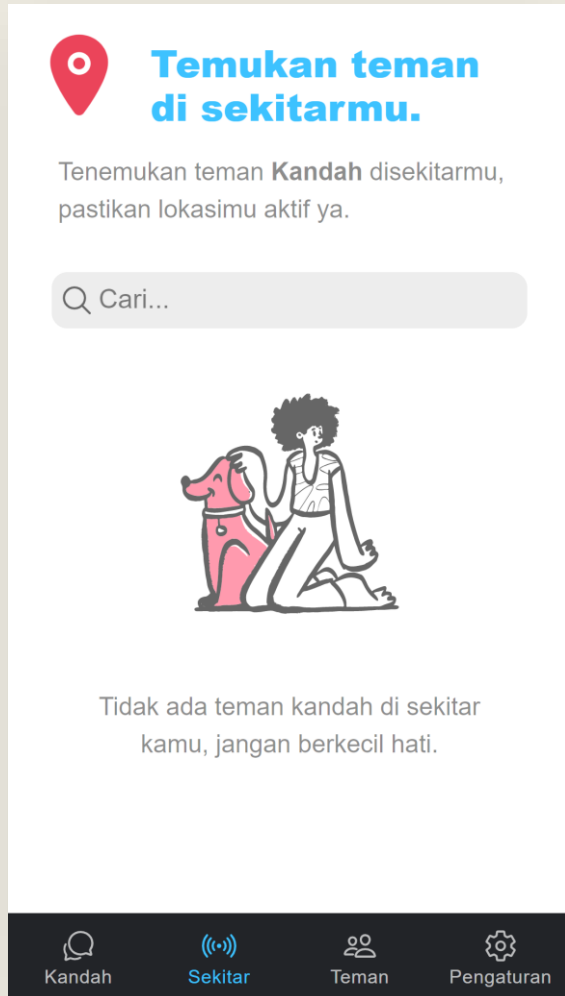 Temukan teman
di sekitarmu.
Tenemukan teman Kandah disekitarmu,
pastikan lokasimu aktif ya.
Cari...
Tidak ada teman kandah di sekitar
kamu, jangan berkecil hati.
Kandah
Sekitar
Teman
Pengaturan